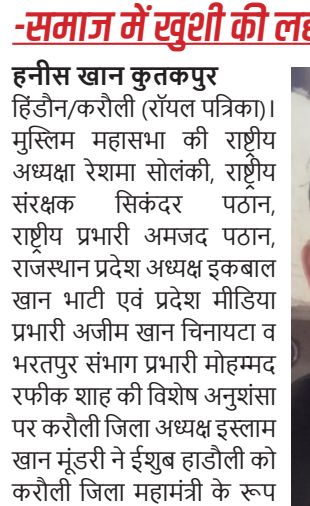 -समाज में खुशी की
हनीस खान कुतकपुर
हिंडौन/करौली (रॉयल पत्रिका)।
मुस्लिम महासभा की राष्ट्रीय
अध्यक्षा रेशमा सोलंकी, राष्ट्रीय
संरक्षक सिकंदर पठान,
राष्ट्रीय प्रभारी अमजद पठान,
राजस्थान प्रदेश अध्यक्ष इकबाल
खान भाटी एवं प्रदेश मीडिया
प्रभारी अजीम खान चिनायटा व
भरतपुर संभाग प्रभारी मोहम्मद
रफीक शाह की विशेष अनुशंसा
पर करौली जिला अध्यक्ष इस्लाम
खान मूंडरी ने ईशुब हाडौली को
करौली जिला महामंत्री के रूप